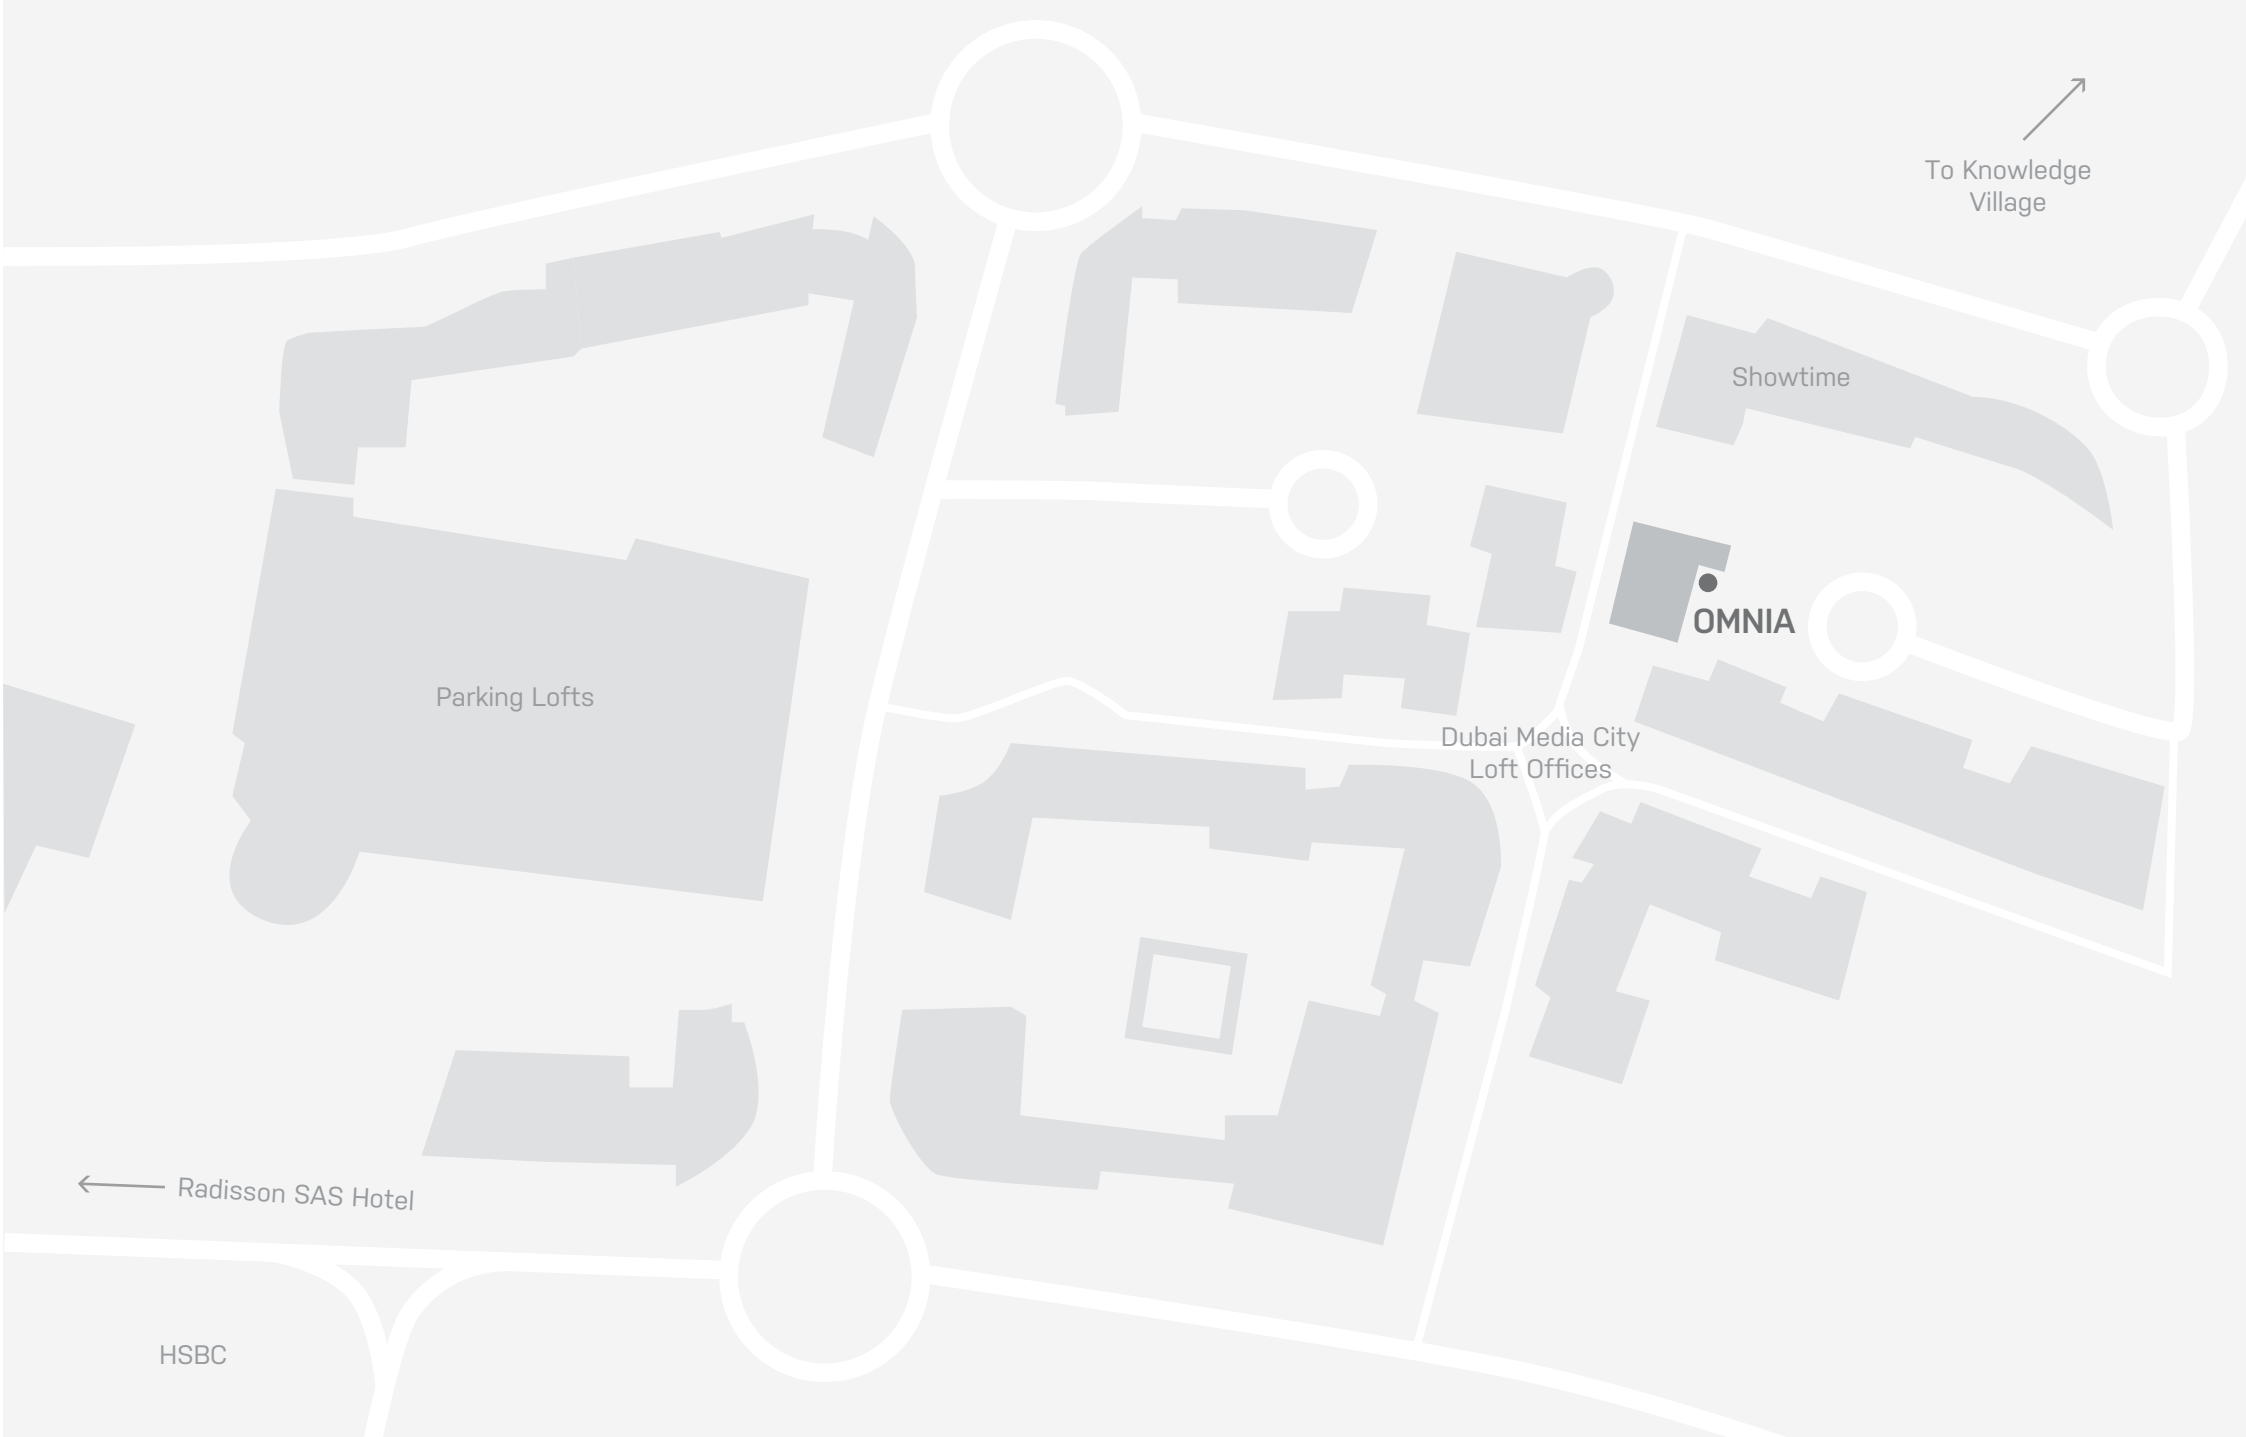 To Knowledge
Village
Showtime
OMNIA
Parking Lofts
Dubai Media City
Loft Offices
Radisson SAS Hotel
HSBC